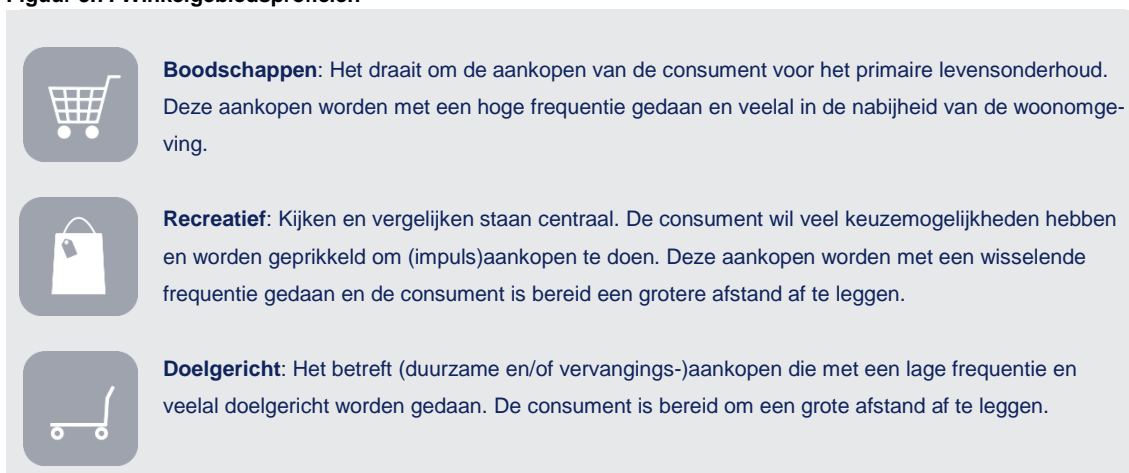 Boodschappen: Het draait om de aankopen van de consument voor het primaire levensonderhoud.
Deze aankopen worden met een hoge frequentie gedaan en veelal in de nabijheid van de woonomge-
ving.
Recreatief: Kijken en vergelijken staan centraal. De consument wil veel keuzemogelijkheden hebben
en worden geprikkeld om (impuls)aankopen te doen. Deze aankopen worden met een wisselende
frequentie gedaan en de consument is bereid een grotere afstand af te leggen.
Doelgericht: Het betreft (duurzame en/of vervangings-)aankopen die met een lage frequentie en
veelal doelgericht worden gedaan. De consument is bereid om een grote afstand af te leggen.